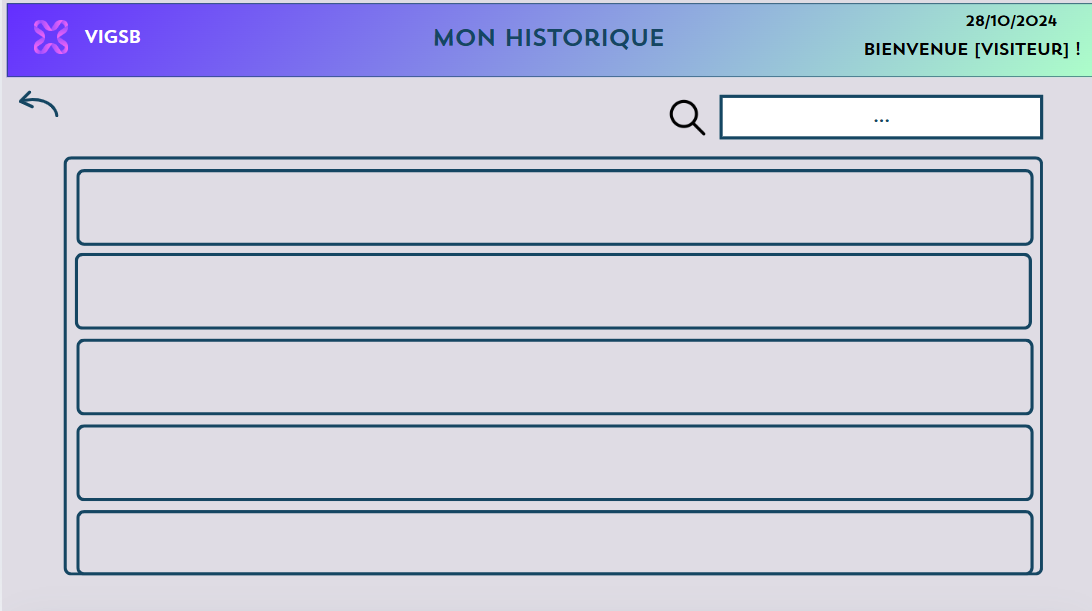 VIGSB
MON HISTORIQUE
28/10/2024
BIENVENUE [VISITEUR] !
...